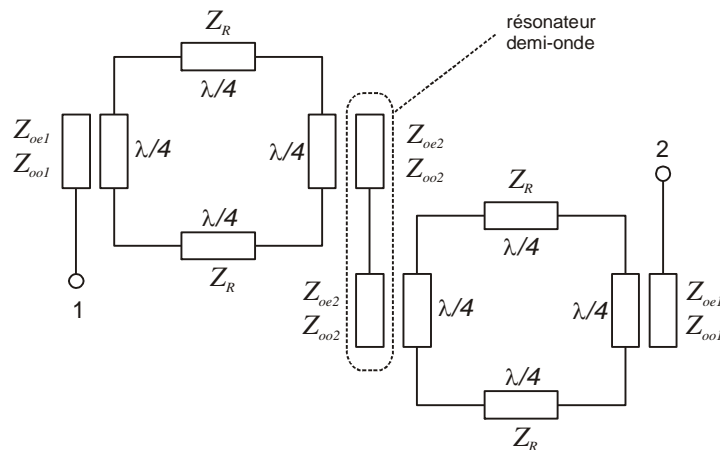 Z_R
résonateur
demi-onde
λ/4
Z_oe1
Z_oo1
λ/4
λ/4
Z_oe2
Z_oo2
2
λ/4
Z_R
Z_R
λ/4
1
Z_oe2
Z_oo2
λ/4
λ/4
Z_oe1
Z_oo1
λ/4
Z_R